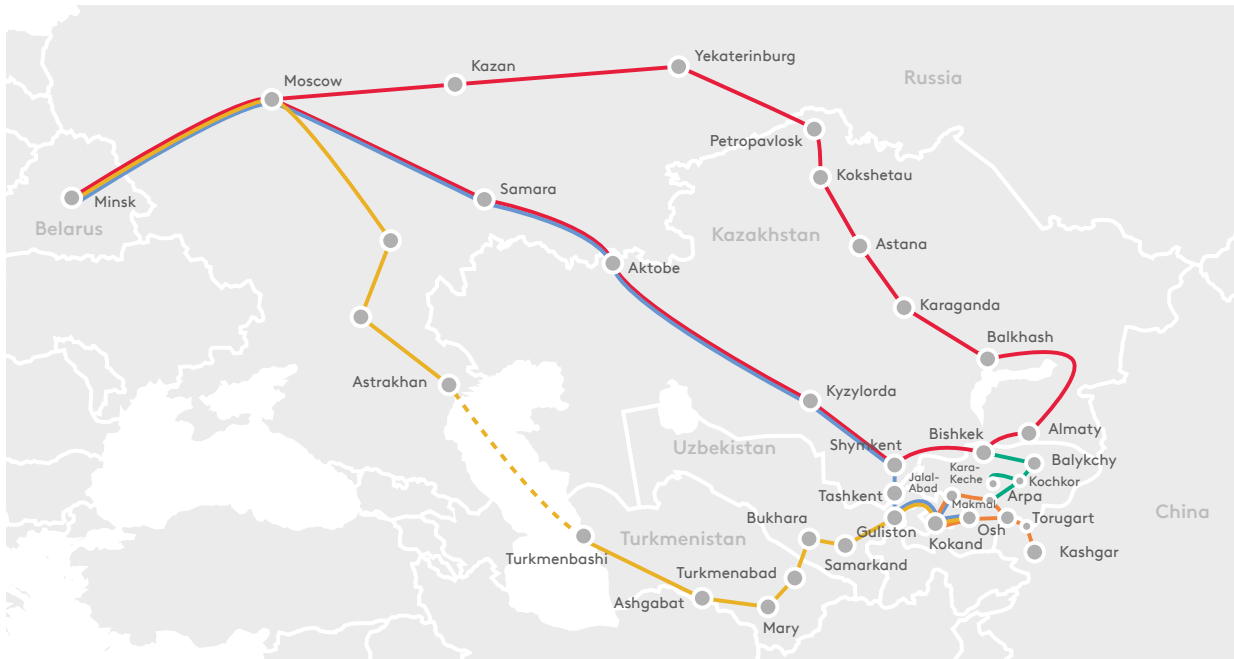 Yekaterinburg
Kazan
Russia
Moscow
Petropavlosk
Kokshetau
Samara
Minsk
Belarus
Kazakhstan
Astana
Aktobe
Karaganda
Balkhash
Astrakhan
Kyzylorda
Almaty
Bishkek
Shymkent
Uzbekistan
Balykchy
Kara-
Keche
Jalal-
Abad
Kochkor
Tashkent
Arpa
Makmal
China
Bukhara
Torugart
Guliston
Osh
Turkmenistan
Kokand
Kashgar
Turkmenbashi
Samarkand
Turkmenabad
Ashgabat
Mary